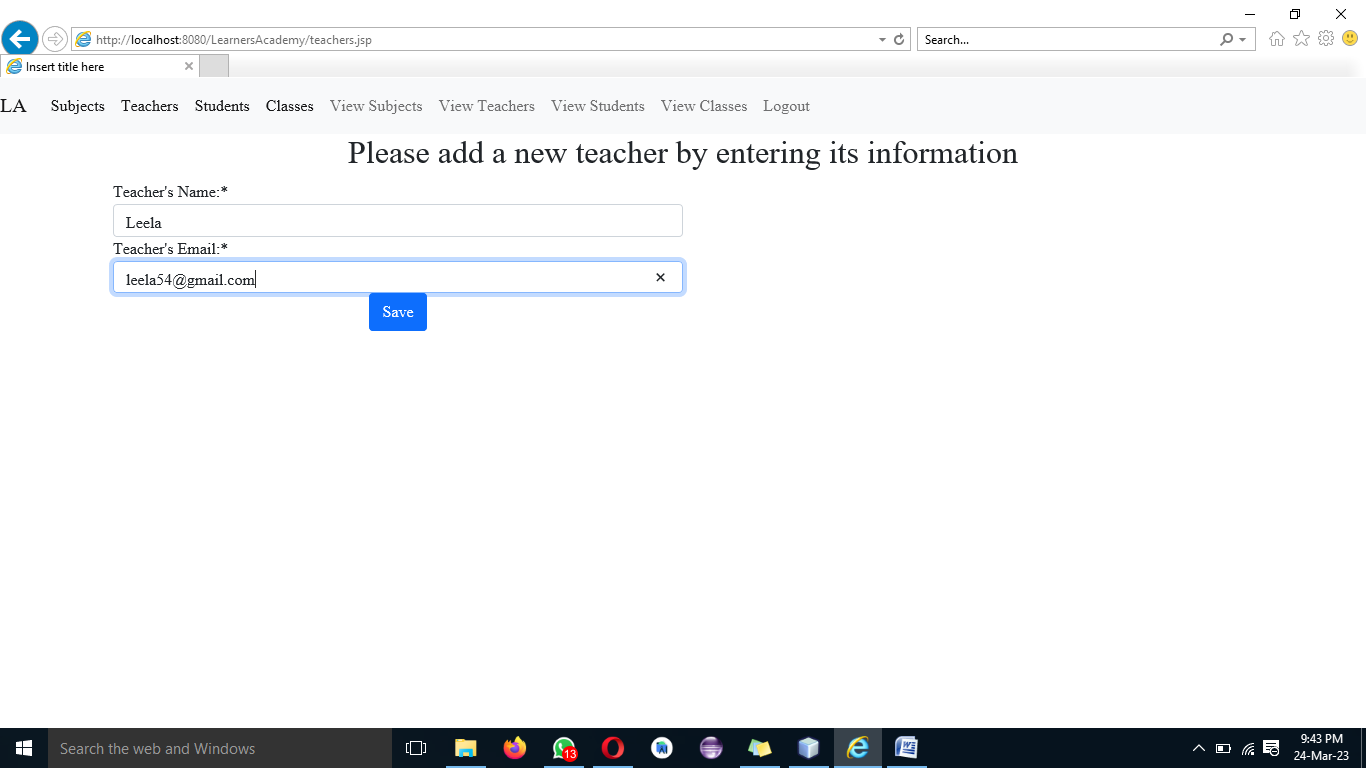 http://localhost:8080/LearnersAcademy/teachers.jsp
Search...
Insert title here
LA Subjects Teachers Students Classes View Subjects View Teachers View Students View Classes Logout
Please add a new teacher by entering its information
Teacher's Name:*
Leela
Teacher's Email:*
leela54@gmail.com
Save
Search the web and Windows
13
9:43 PM
24-Mar-23